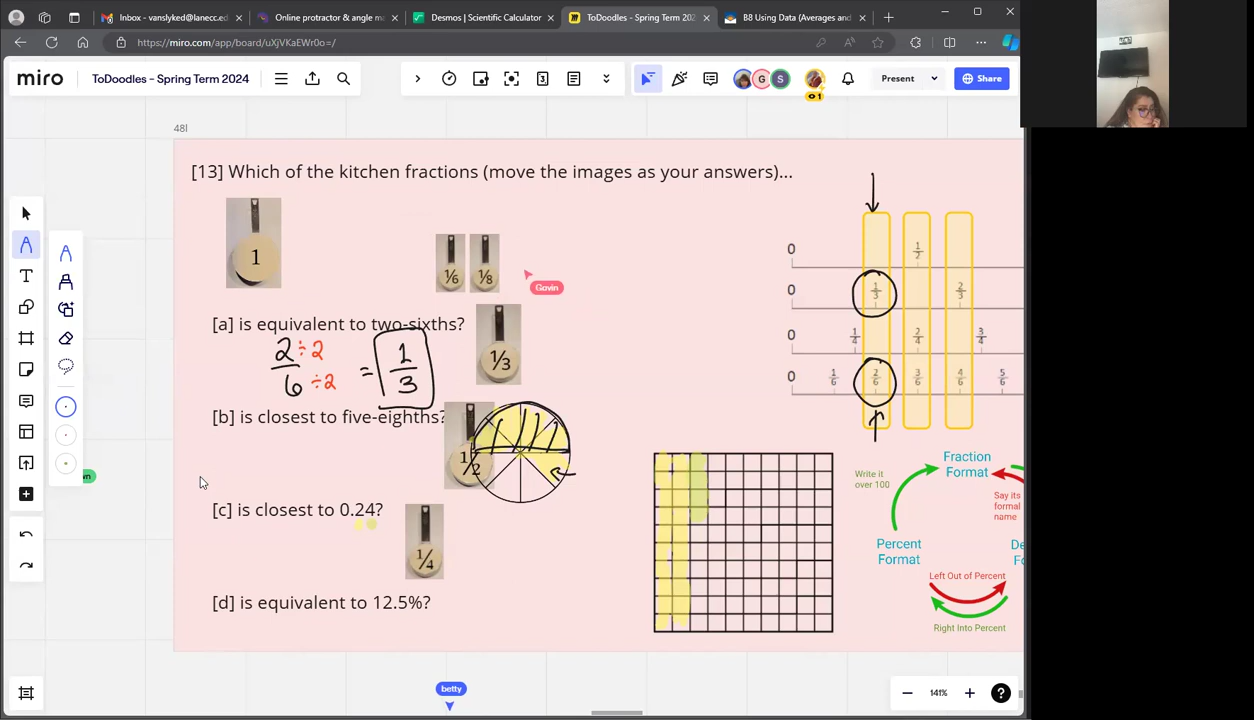 Inbox - vanslyked@lanecc.ed
Online protractor & angle me
Desmos | Scientific Calculator
ToDoodles - Spring Term 202
B8 Using Data (Averages and
https://miro.com/app/board/uXjVKaEWr0o=/
miro
ToDoodles - Spring Term 2024
3
G
S
1
Present
Share
481
[13] Which of the kitchen fractions (move the images as your answers)...
1
1/6
1/8
Gavin
[a] is equivalent to two-sixths?
2 ÷2
6 ÷2
= 1
3
1/3
[b] is closest to five-eighths?
1/2
[c] is closest to 0.24?
1/4
[d] is equivalent to 12.5%?
0 1/2
0 1/3 2/3
0 1/4 2/4 3/4
0 1/6 2/6 3/6 4/6 5/6
Fraction
Format
Write it
over 100
Say its
formal
name
Percent
Format
Left Out of Percent
Right Into Percent
betty
141%